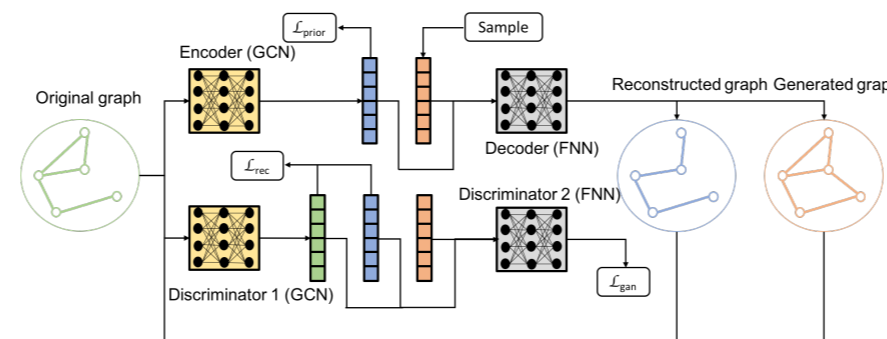 ℒprior
Sample
Encoder (GCN)
Original graph
Reconstructed graph
Generated grap
Decoder (FNN)
ℒrec
Discriminator 2 (FNN)
Discriminator 1 (GCN)
ℒgan